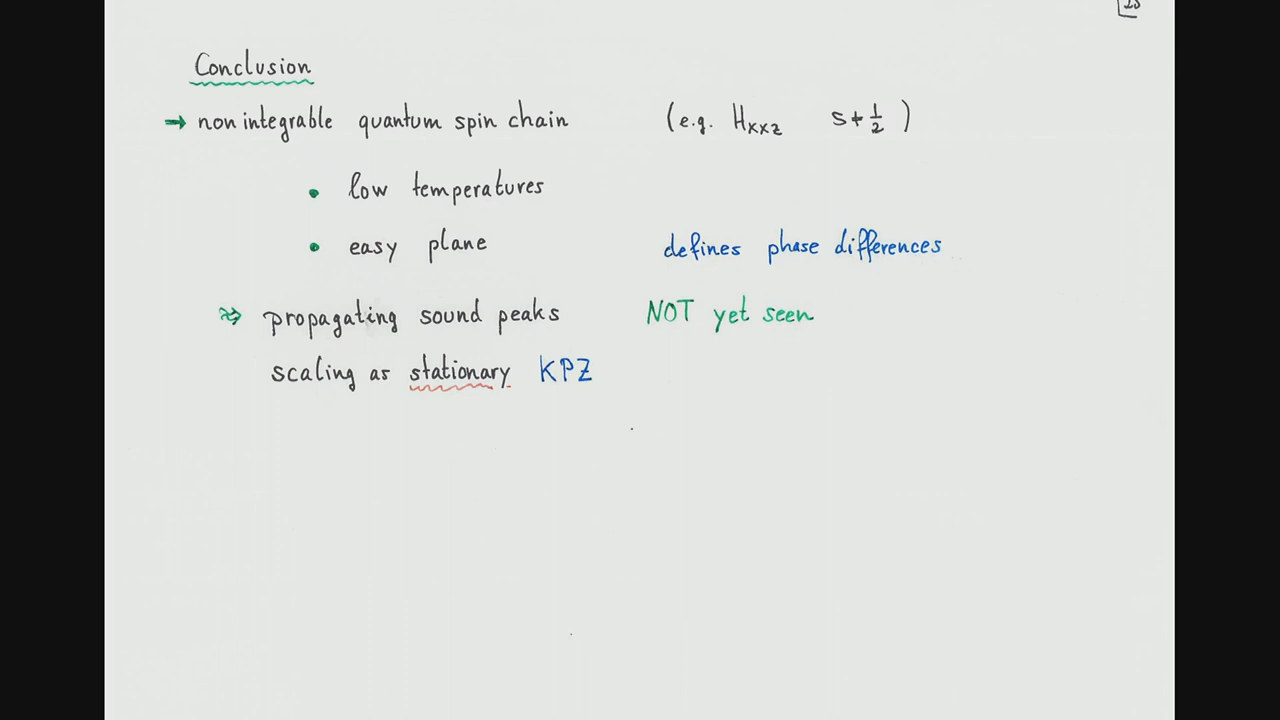 Conclusion
→ non integrable quantum spin chain (e.g. H_XXZ S ≠ 1/2)
• low temperatures
• easy plane defines phase differences
propagating sound peaks NOT yet seen
scaling as stationary KPZ